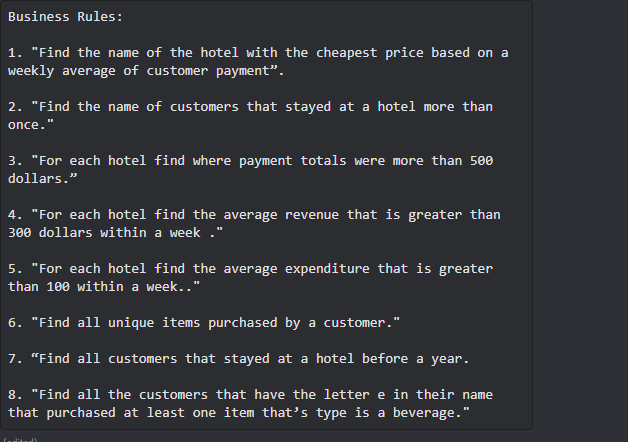 Business Rules:
1. "Find the name of the hotel with the cheapest price based on a
weekly average of customer payment”.
2. "Find the name of customers that stayed at a hotel more than
once."
3. "For each hotel find where payment totals were more than 500
dollars.”
4. "For each hotel find the average revenue that is greater than
300 dollars within a week ."
5. "For each hotel find the average expenditure that is greater
than 100 within a week.."
6. "Find all unique items purchased by a customer."
7. “Find all customers that stayed at a hotel before a year.
8. "Find all the customers that have the letter e in their name
that purchased at least one item that’s type is a beverage."
(edited)